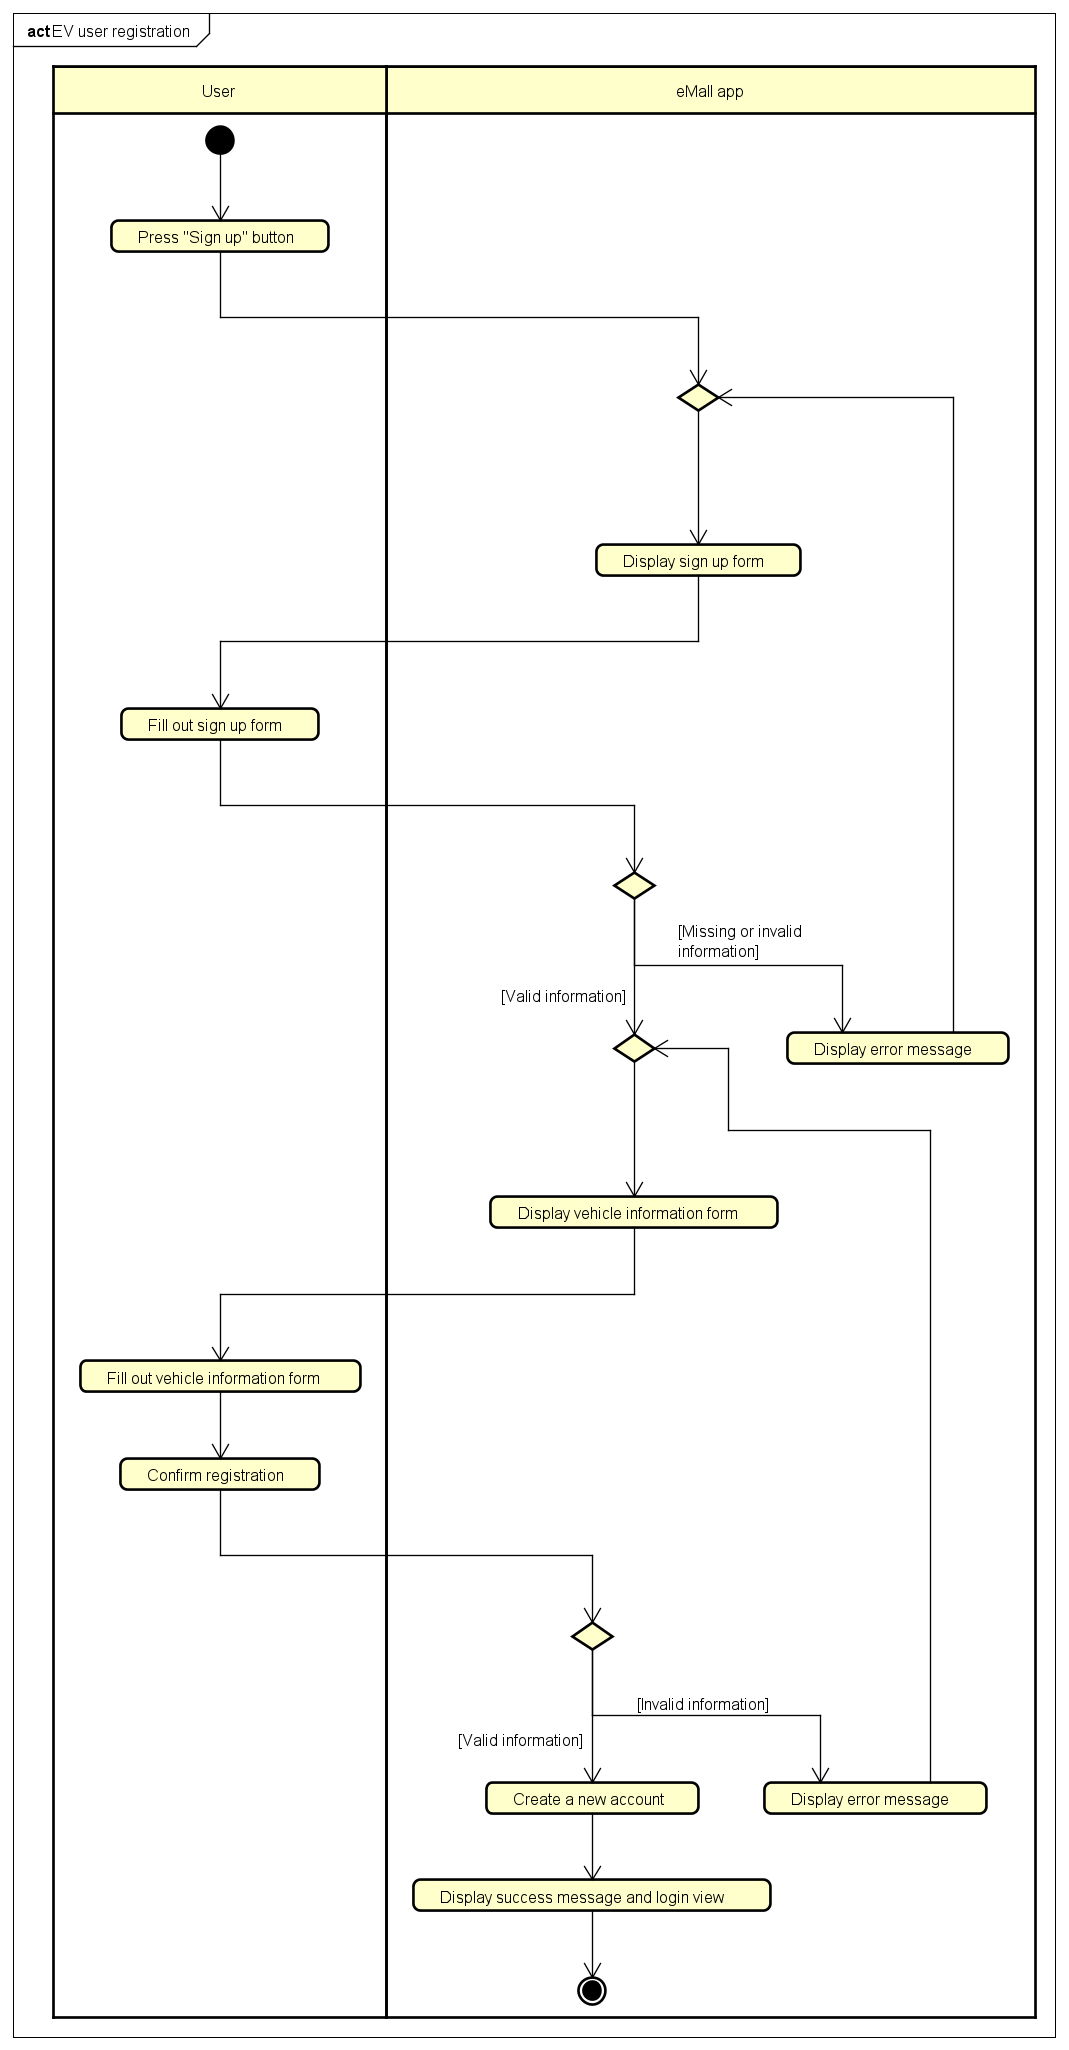 act EV user registration
User
eMall app
Press "Sign up" button
Display sign up form
Fill out sign up form
[Missing or invalid
information]
[Valid information]
Display error message
Display vehicle information form
Fill out vehicle information form
Confirm registration
[Invalid information]
[Valid information]
Create a new account
Display error message
Display success message and login view